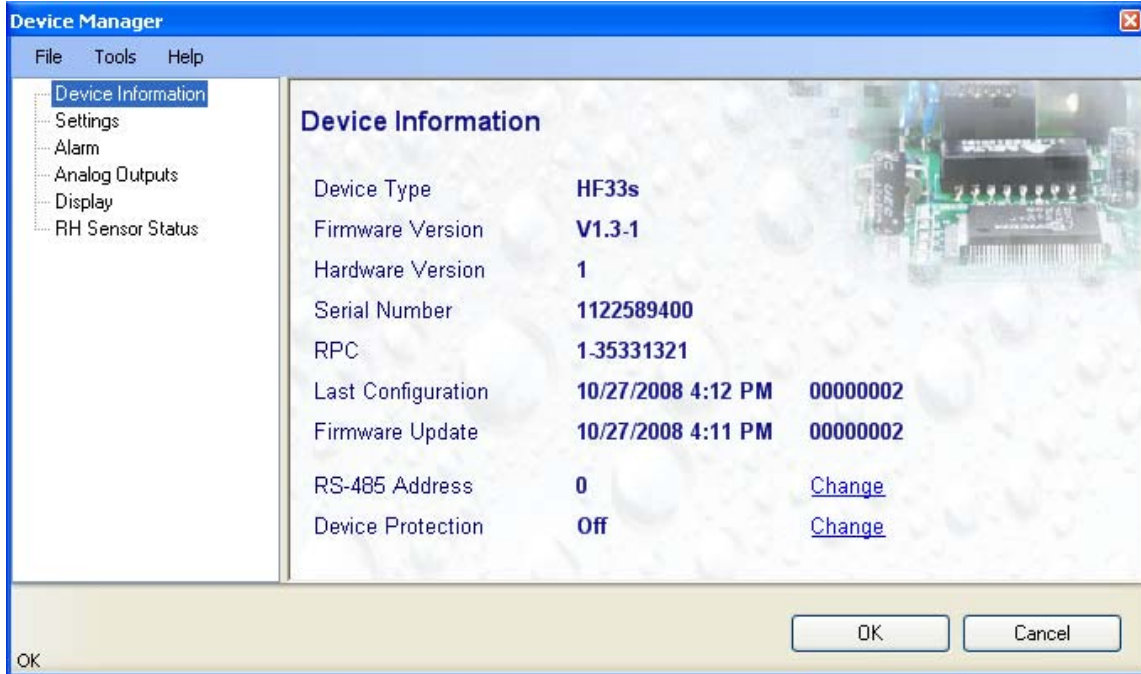 Device Manager
File Tools Help
Device Information
Settings
Alarm
Analog Outputs
Display
RH Sensor Status
Device Information
Device Type HF33s
Firmware Version V1.3-1
Hardware Version 1
Serial Number 1122589400
RPC 1-35331321
Last Configuration 10/27/2008 4:12 PM 00000002
Firmware Update 10/27/2008 4:11 PM 00000002
RS-485 Address 0 Change
Device Protection Off Change
OK Cancel
OK